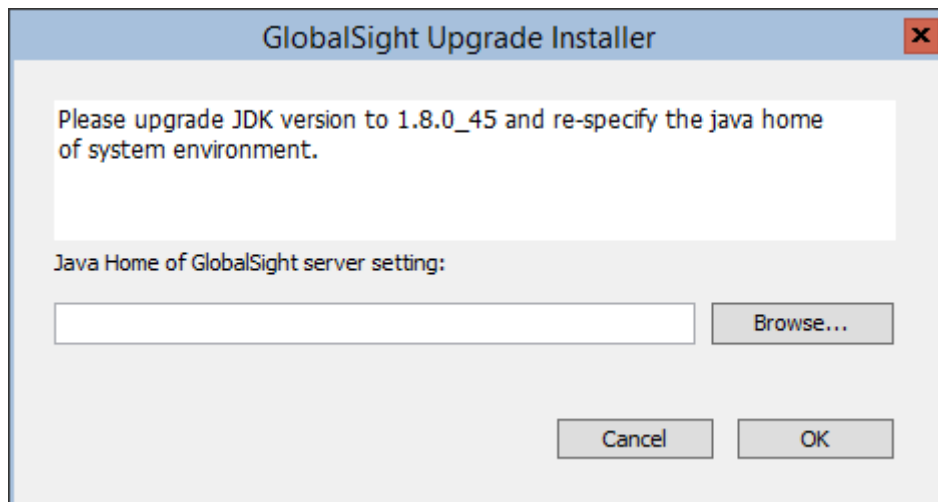 GlobalSight Upgrade Installer
Please upgrade JDK version to 1.8.0_45 and re-specify the java home
of system environment.
Java Home of GlobalSight server setting:
Browse...
Cancel
OK